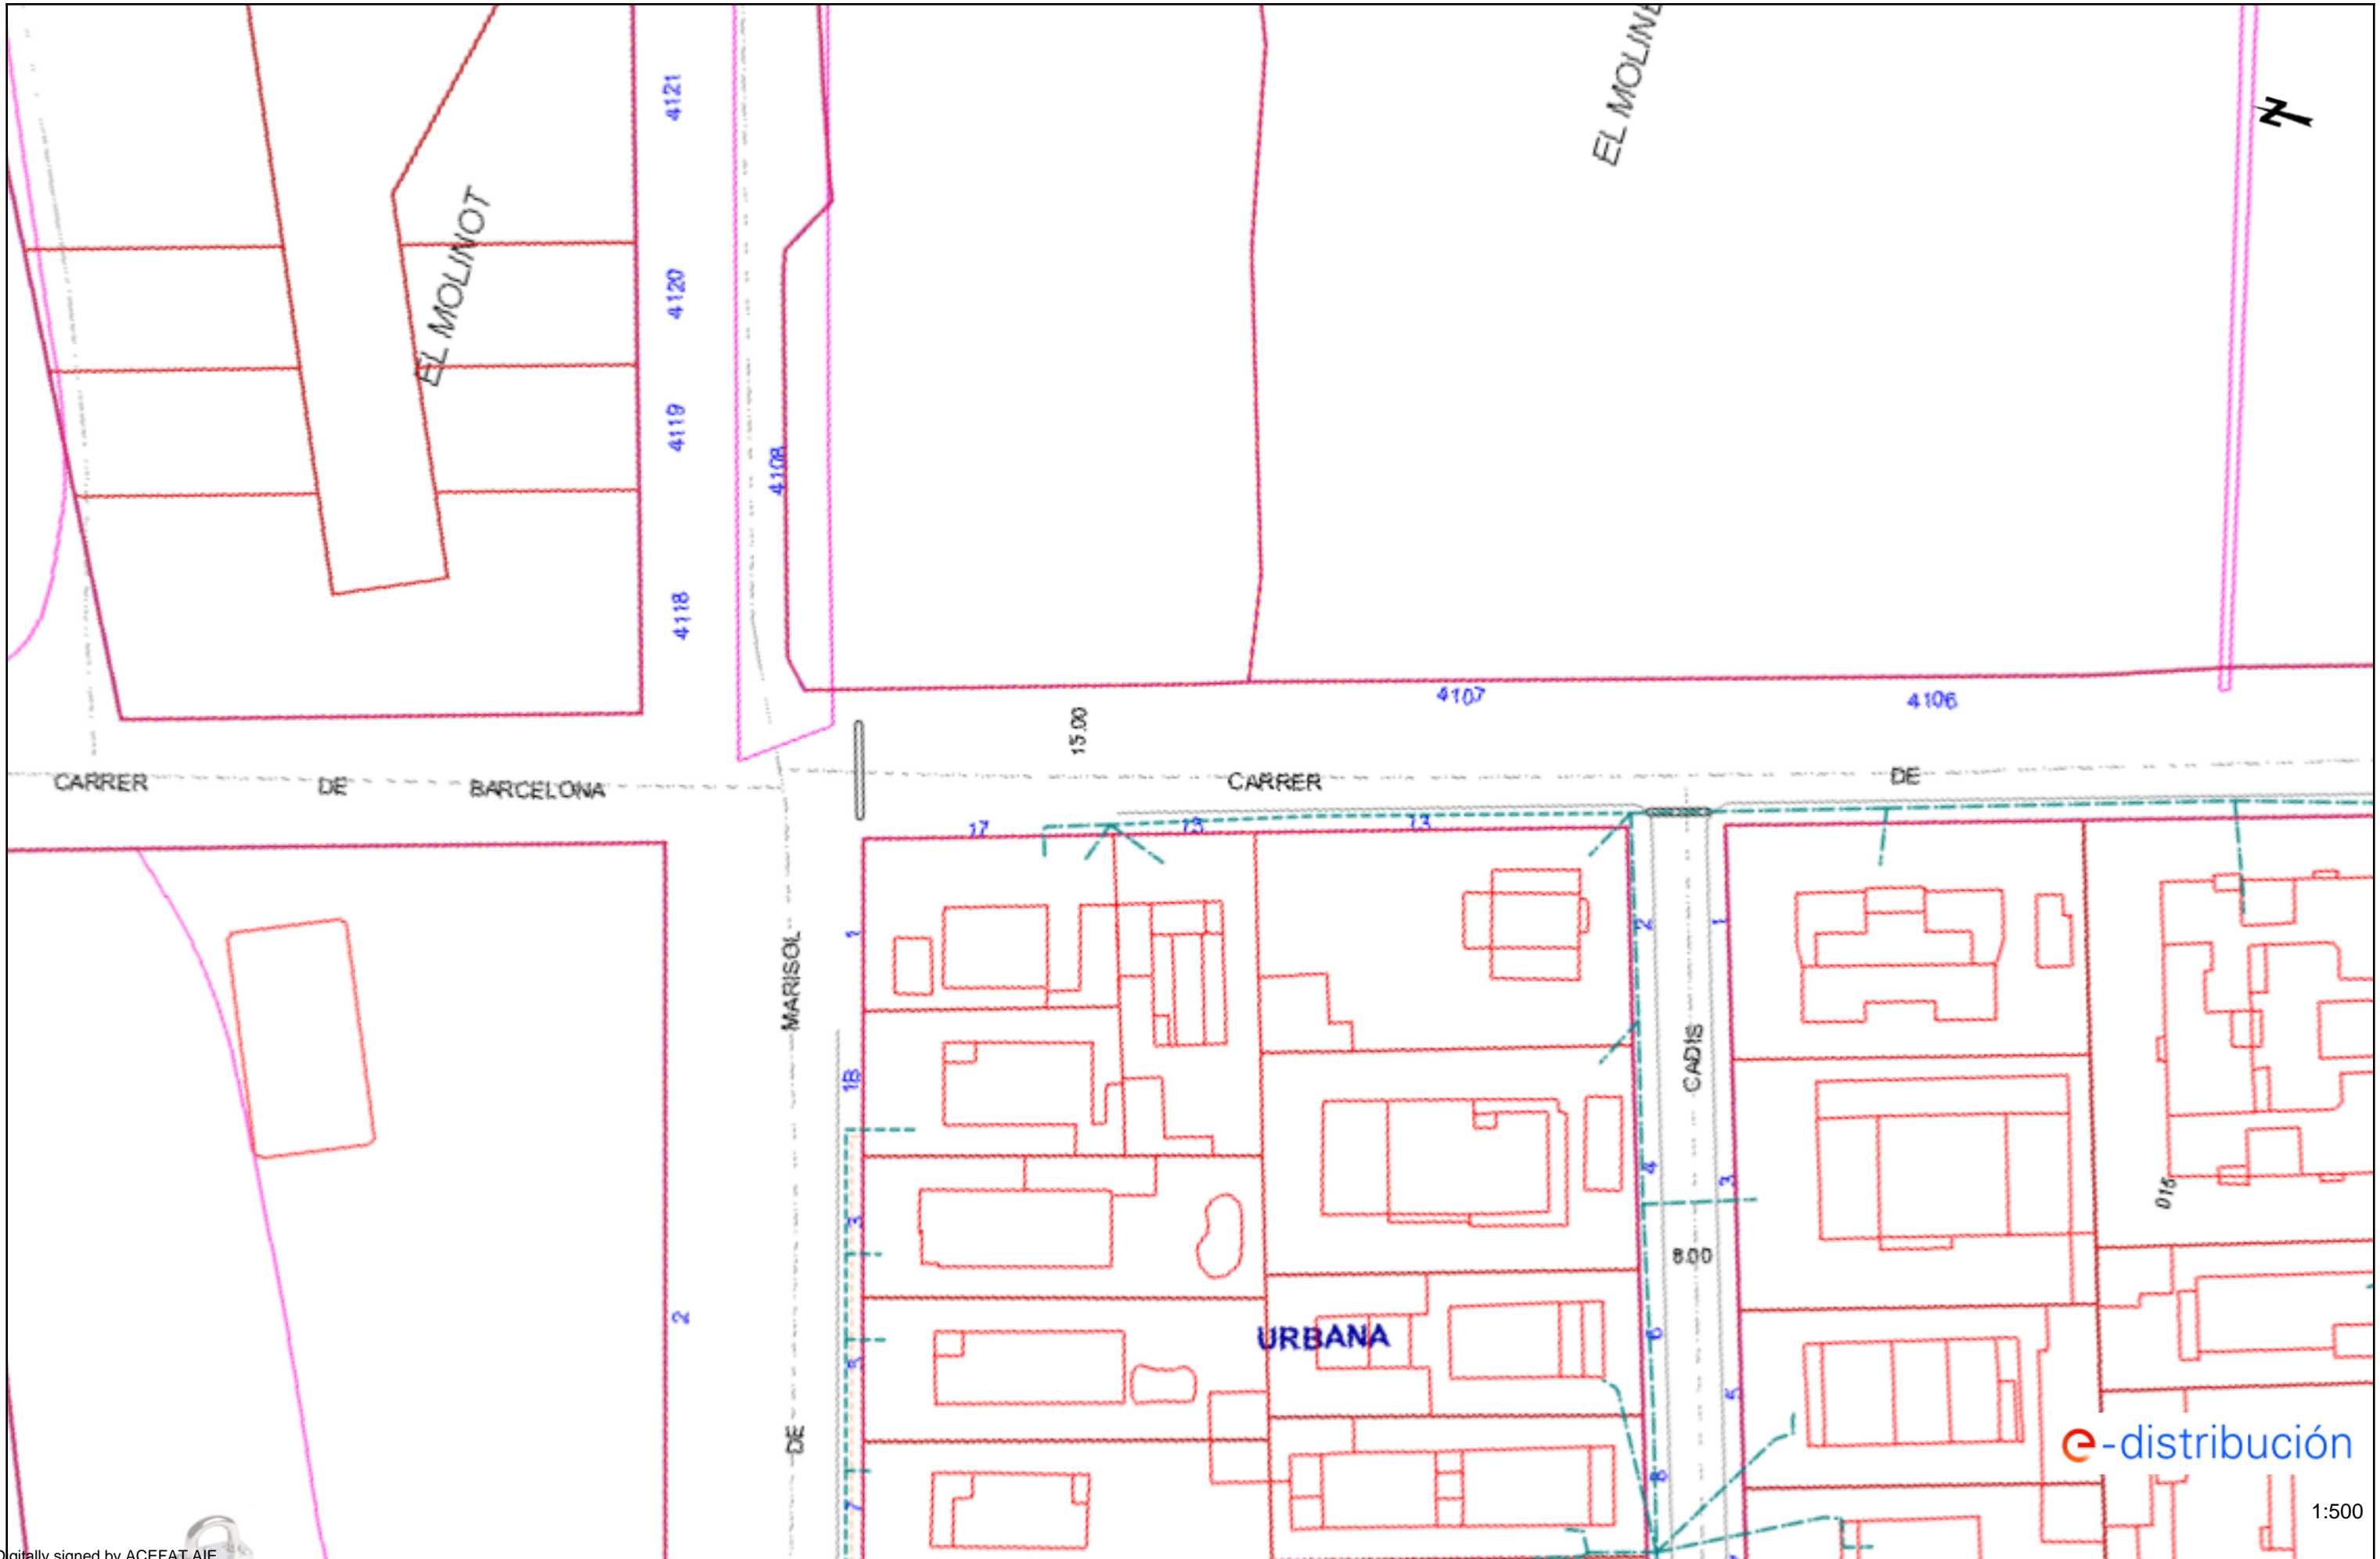 EL MOLINE
4121
EL MOLINOT
4120
4119
4108
4118
4107
4106
15.00
CARRER DE BARCELONA
CARRER DE
17
13
13
MARISOL
DE
1
1B
3
5
7
2
2
4
6
8
CADIS
8.00
1
3
5
015
URBANA
e-distribución
1:500
Digitally signed by ACEFAT AIE